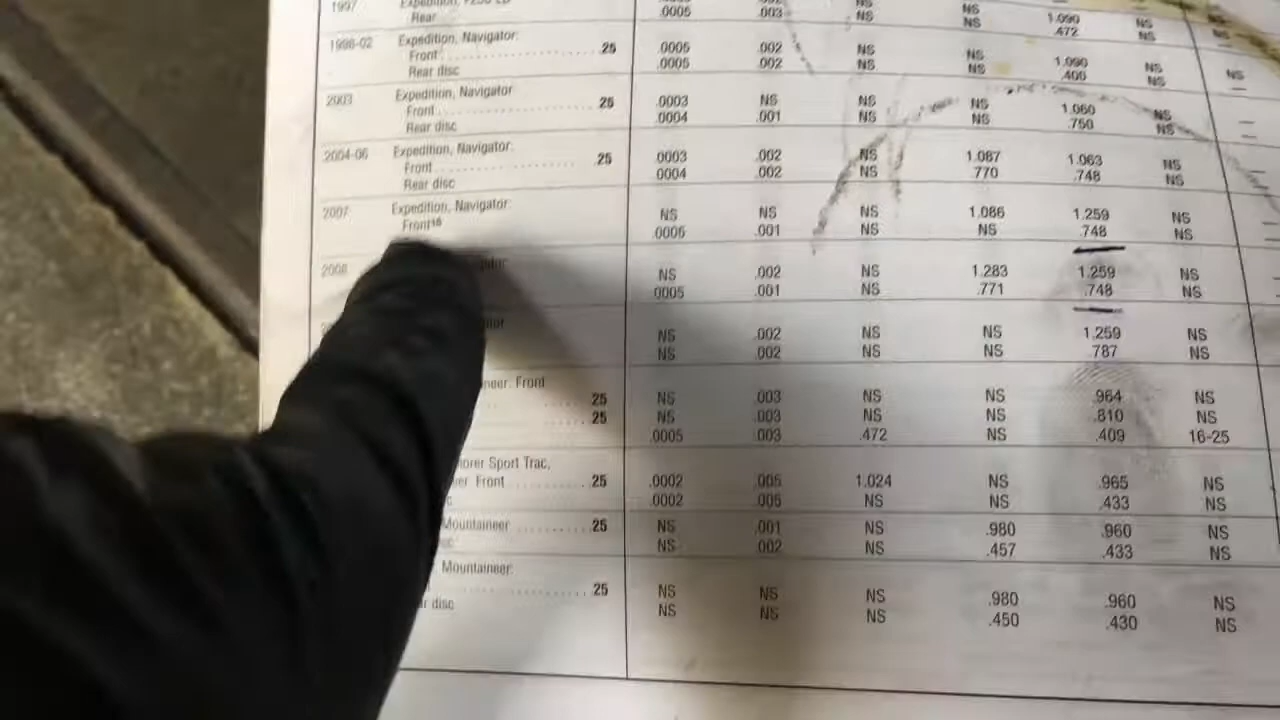 1997 Expedition, F250 LD
Rear .0005 .003 NS NS 1.090 NS
.472 NS
1998-02 Expedition, Navigator:
Front 25 .0005 .002 NS NS 1.090 NS NS
Rear disc .0005 .002 NS NS .400 NS —
2003 Expedition, Navigator
Front 25 .0003 NS NS NS 1.060 NS —
Rear disc .0004 .001 NS NS .750 NS —
2004-06 Expedition, Navigator:
Front 25 .0003 .002 NS 1.087 1.063 NS —
Rear disc 0004 .002 NS .770 .748 NS —
2007 Expedition, Navigator:
Front18 NS NS NS 1.086 1.259 NS —
.0005 .001 NS NS .748 NS —
2008
NS .002 NS 1.283 1.259 NS
0005 .001 NS .771 .748 NS
NS .002 NS NS 1.259 NS
NS .002 NS NS .787 NS
neer: Front
25 NS .003 NS NS .964 NS
25 NS .003 NS NS .810 NS
.0005 .003 .472 NS .409 16-25
orer Sport Trac,
er Front 25 .0002 .005 1.024 NS .965 NS
.0002 .005 NS NS .433 NS
Mountaineer 25 NS .001 NS .980 .960 NS
NS .002 NS .457 .433 NS
Mountaineer:
25 NS NS NS .980 .960 NS
r disc NS NS NS .450 .430 NS